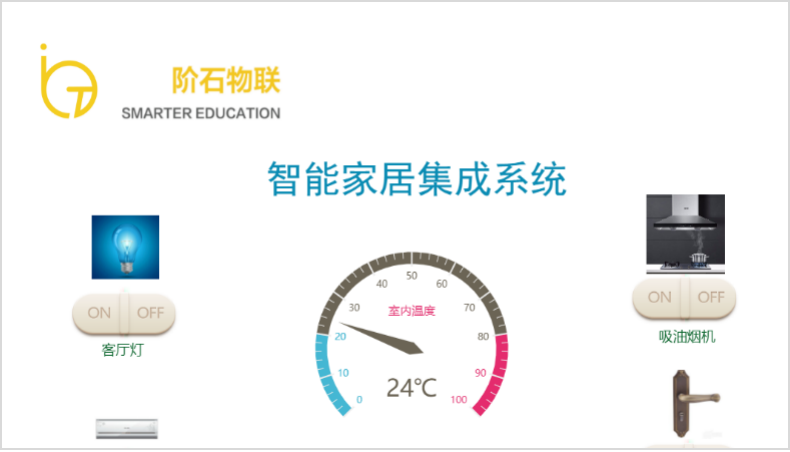 阶石物联
SMARTER EDUCATION
智能家居集成系统
ON OFF
客厅灯
0
10
20
30
40
50
60
70
80
90
100
室内温度
24℃
ON OFF
吸油烟机